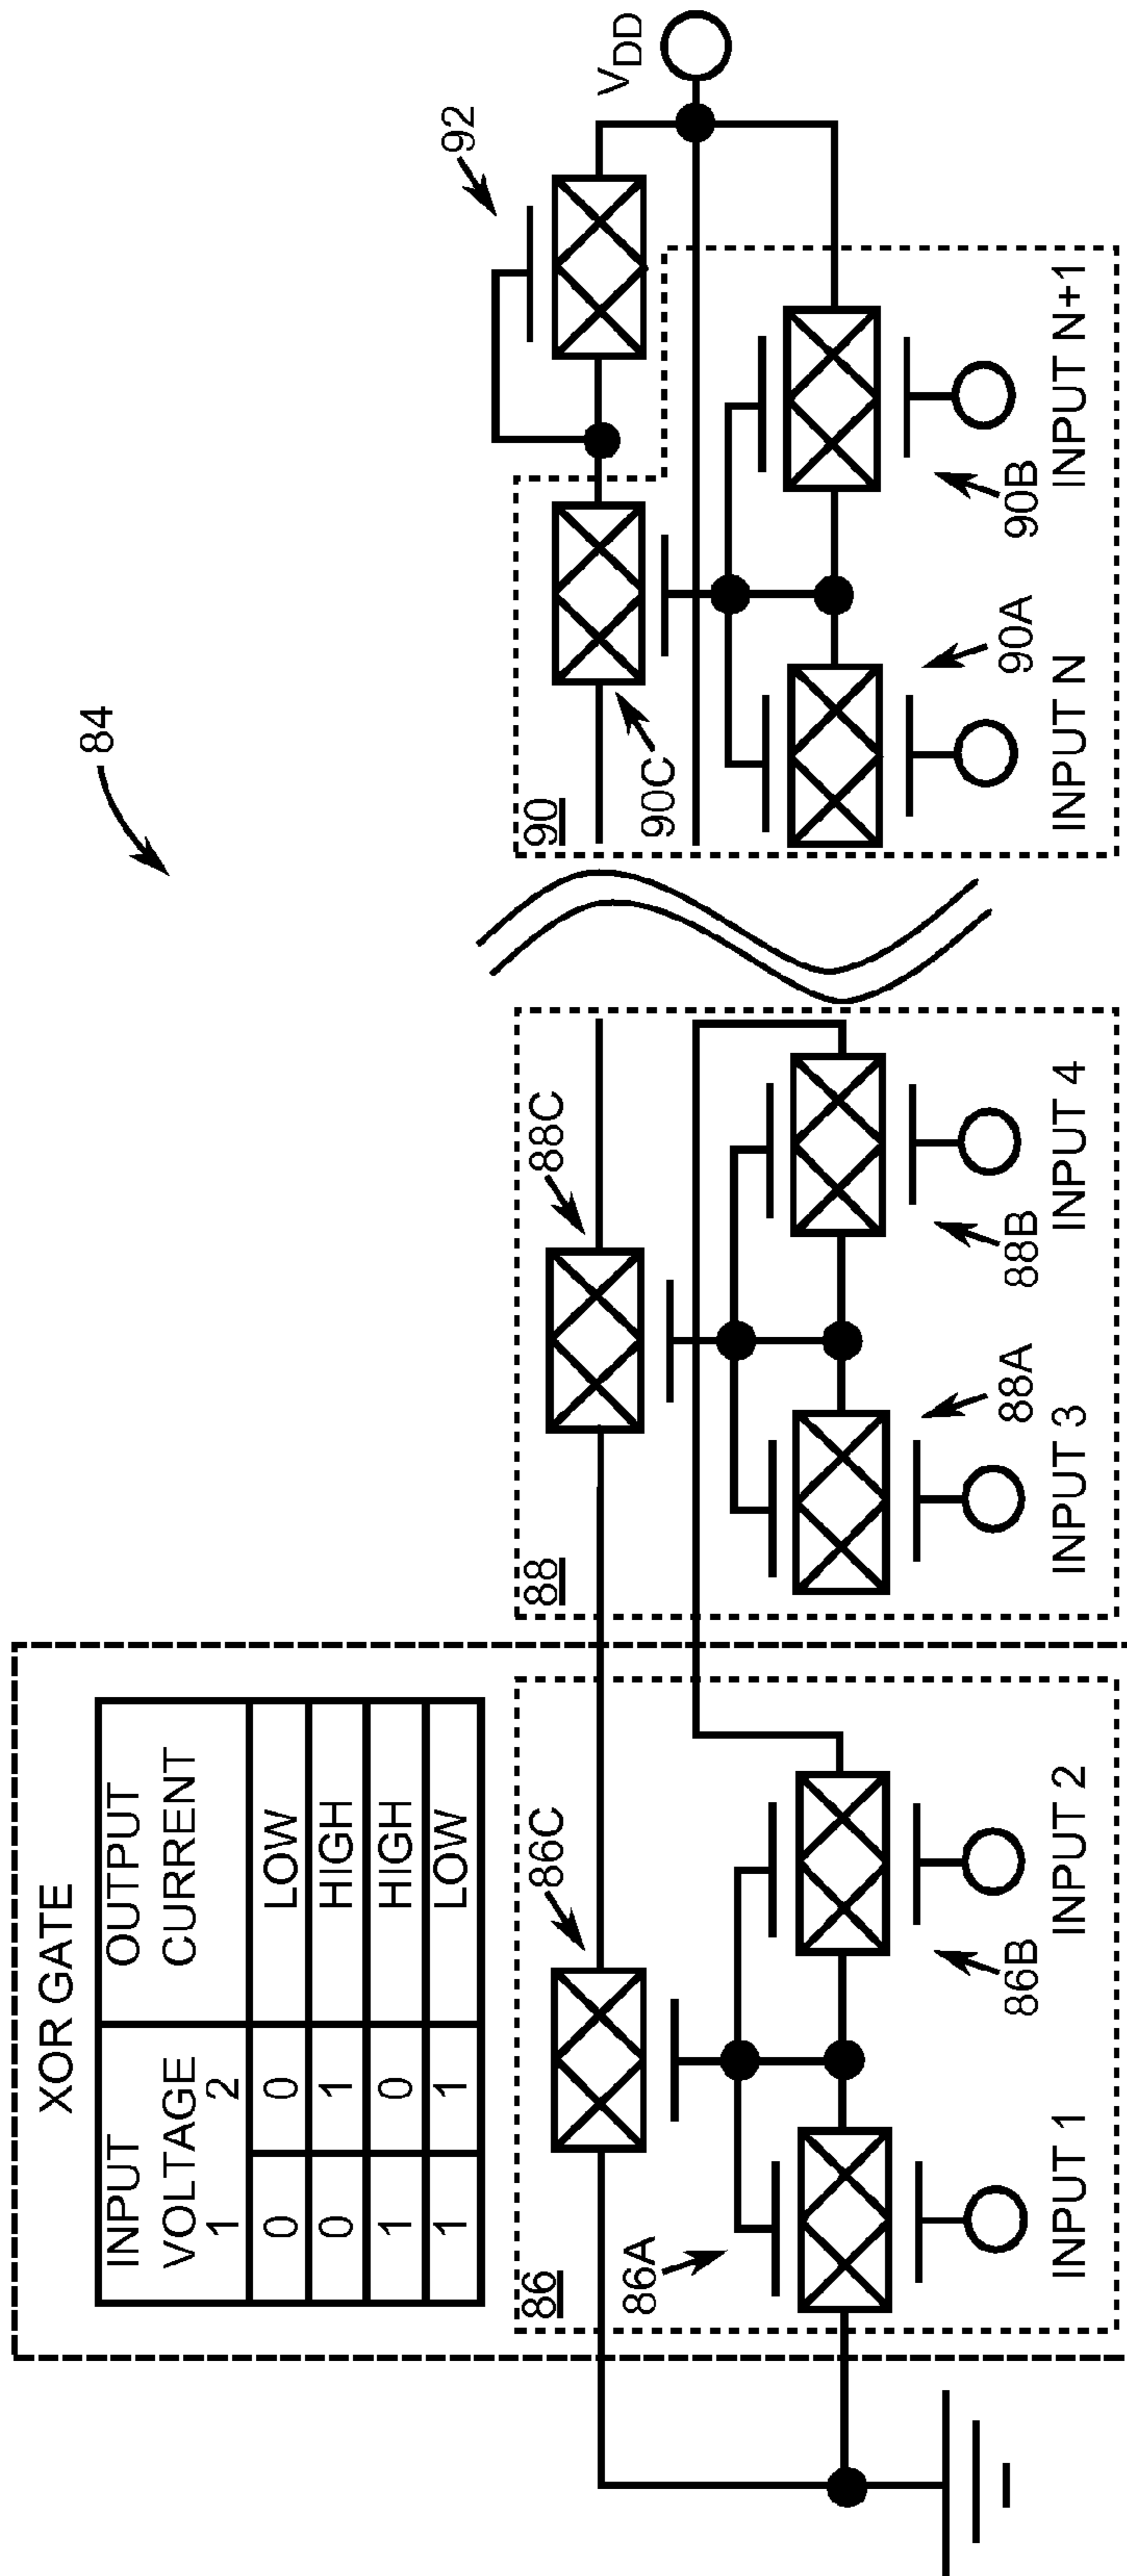 84
XOR GATE
INPUT OUTPUT
VOLTAGE CURRENT
1 2
0 0 LOW
0 1 HIGH
1 0 HIGH
1 1 LOW
92
VDD
86
86C
88
88C
90
90C
86A
86B
88A
88B
90A
90B
INPUT 1
INPUT 2
INPUT 3
INPUT 4
INPUT N
INPUT N+1